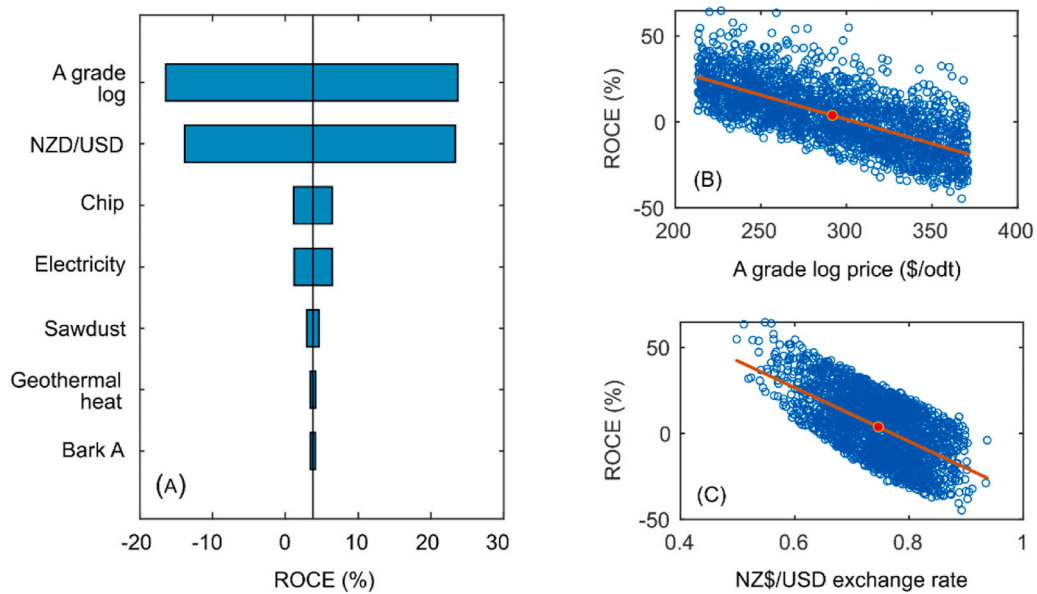 A grade
log
NZD/USD
Chip
Electricity
Sawdust
Geothermal
heat
Bark A
(A)
-20 -10 0 10 20 30
ROCE (%)
50
0
-50
ROCE (%)
(B)
200 250 300 350 400
A grade log price ($/odt)
50
0
-50
ROCE (%)
(C)
0.4 0.6 0.8 1
NZ$/USD exchange rate